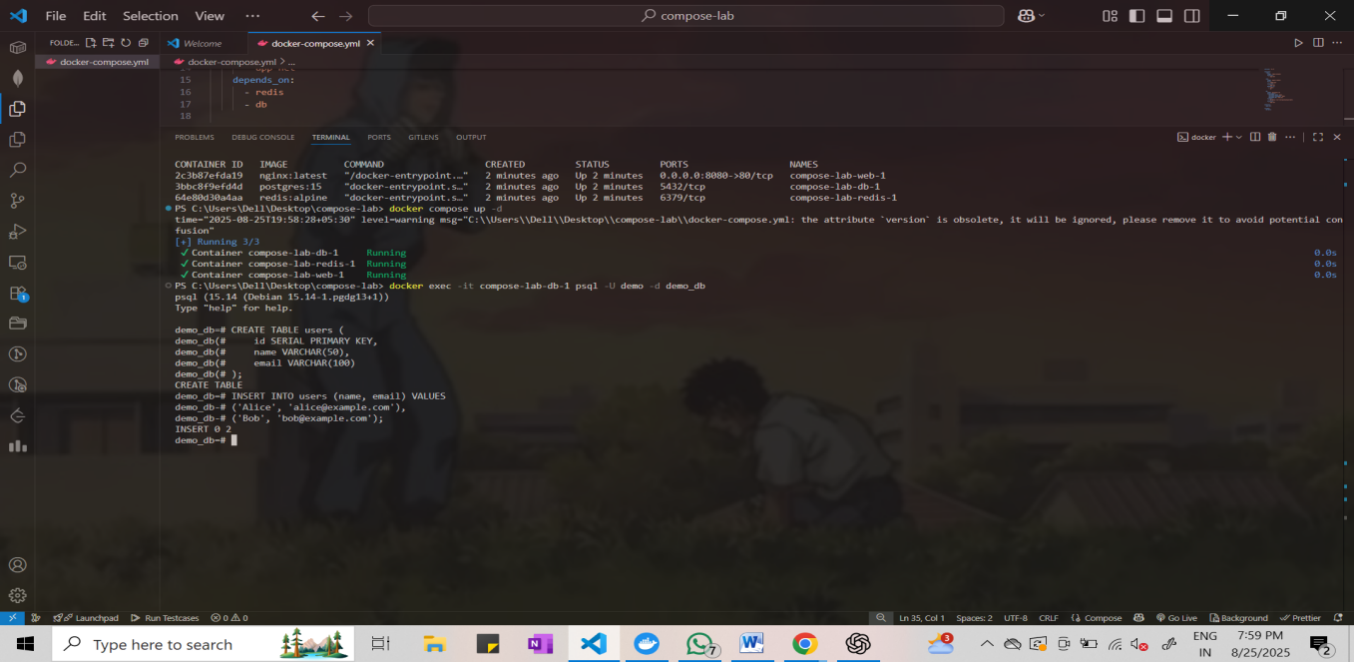 File Edit Selection View ··· compose-lab
FOLDE...
Welcome
docker-compose.yml
docker-compose.yml
docker-compose.yml > ...
15 depends_on:
16 - redis
17 - db
18
PROBLEMS DEBUG CONSOLE TERMINAL PORTS GITLENS OUTPUT
docker
CONTAINER ID IMAGE COMMAND CREATED STATUS PORTS NAMES
2c3b87efda19 nginx:latest "/docker-entrypoint.…" 2 minutes ago Up 2 minutes 0.0.0.0:8080->80/tcp compose-lab-web-1
3bbc8f9efd4d postgres:15 "docker-entrypoint.s…" 2 minutes ago Up 2 minutes 5432/tcp compose-lab-db-1
64e80d30a4aa redis:alpine "docker-entrypoint.s…" 2 minutes ago Up 2 minutes 6379/tcp compose-lab-redis-1
PS C:\Users\Dell\Desktop\compose-lab> docker compose up -d
time="2025-08-25T19:58:28+05:30" level=warning msg="C:\\Users\\Dell\\Desktop\\compose-lab\\docker-compose.yml: the attribute `version` is obsolete, it will be ignored, please remove it to avoid potential con
fusion"
[+] Running 3/3
✓ Container compose-lab-db-1 Running 0.0s
✓ Container compose-lab-redis-1 Running 0.0s
✓ Container compose-lab-web-1 Running 0.0s
PS C:\Users\Dell\Desktop\compose-lab> docker exec -it compose-lab-db-1 psql -U demo -d demo_db
psql (15.14 (Debian 15.14-1.pgdg13+1))
Type "help" for help.
demo_db=# CREATE TABLE users (
demo_db(# id SERIAL PRIMARY KEY,
demo_db(# name VARCHAR(50),
demo_db(# email VARCHAR(100)
demo_db(# );
CREATE TABLE
demo_db=# INSERT INTO users (name, email) VALUES
demo_db-# ('Alice', 'alice@example.com'),
demo_db-# ('Bob', 'bob@example.com');
INSERT 0 2
demo_db=#
Launchpad Run Testcases 0 0 Ln 35, Col 1 Spaces: 2 UTF-8 CRLF Compose Go Live Background Prettier
Type here to search
7
3
ENG
IN
7:59 PM
8/25/2025
2